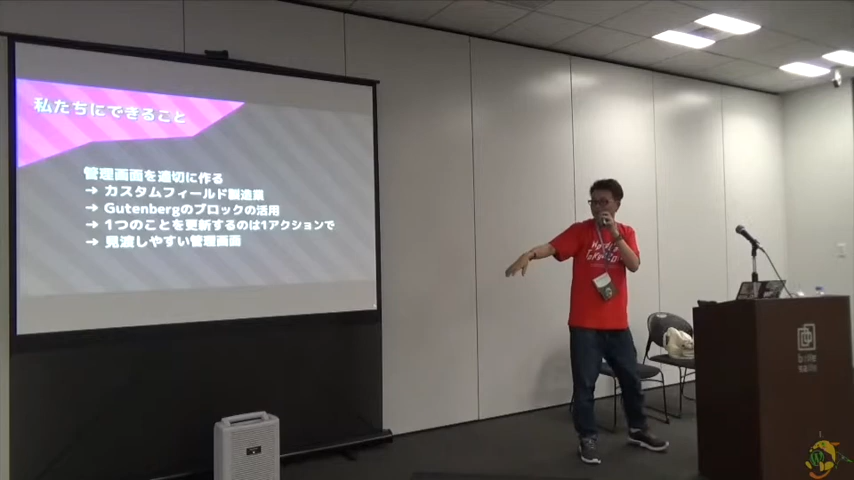 私たちにできること
管理画面を適切に作る
→ カスタムフィールド製造業
→ Gutenbergのブロックの活用
→ 1つのことを更新するのは1アクションで
→ 見渡しやすい管理画面